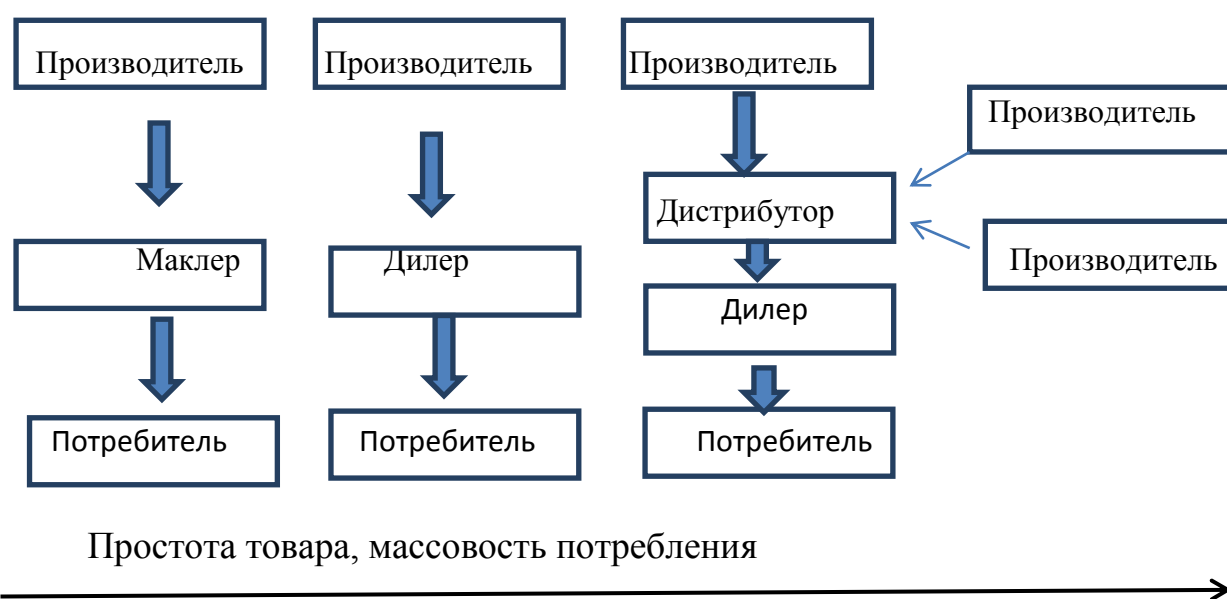 Производитель
Производитель
Производитель
Производитель
Дистрибутор
Производитель
Маклер
Дилер
Дилер
Потребитель
Потребитель
Потребитель
Простота товара, массовость потребления